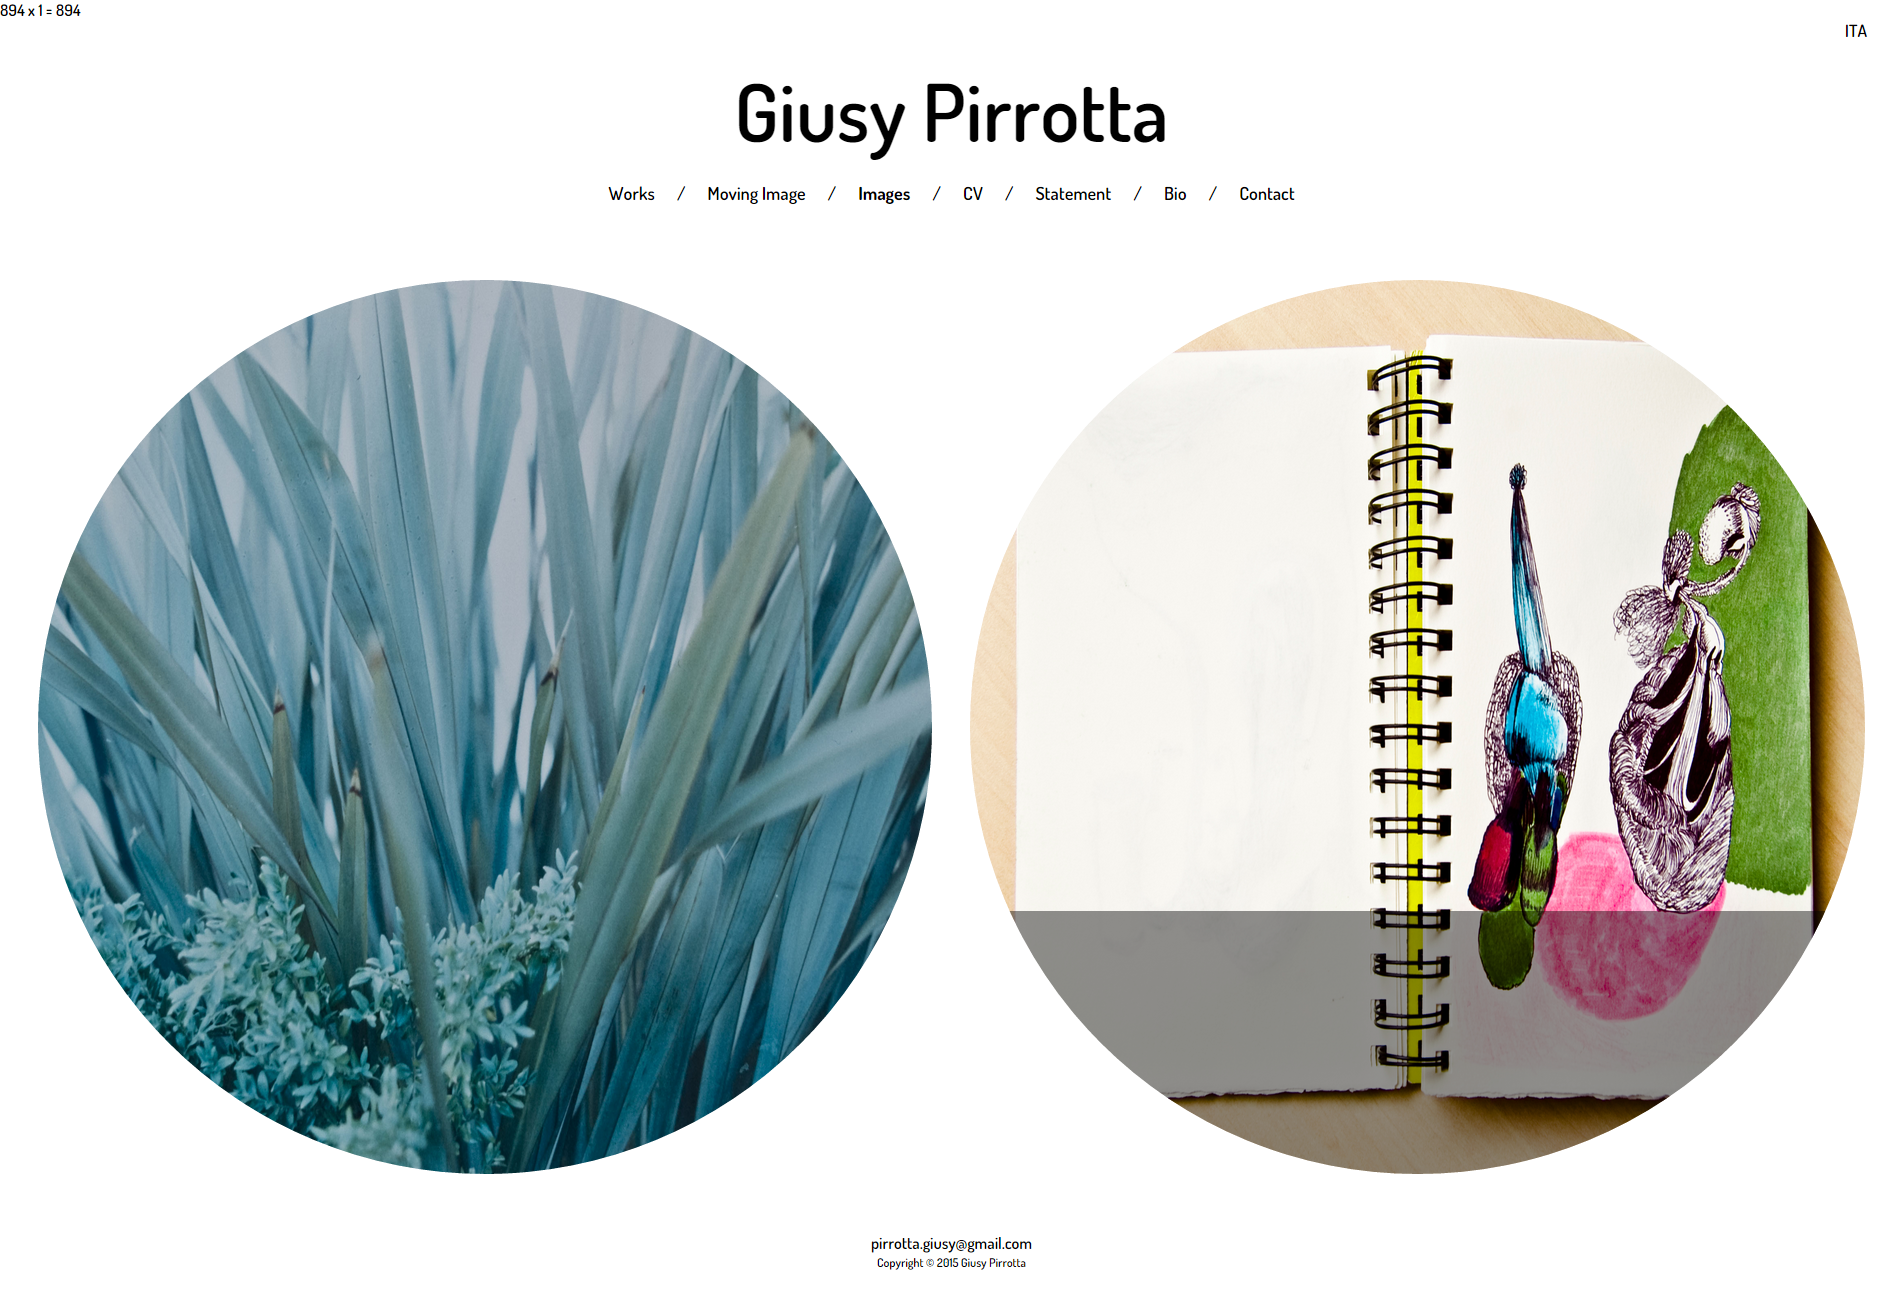 894 x 1 = 894
ITA
Giusy Pirrotta
Works / Moving Image / Images / CV / Statement / Bio / Contact
pirrotta.giusy@gmail.com
Copyright © 2015 Giusy Pirrotta